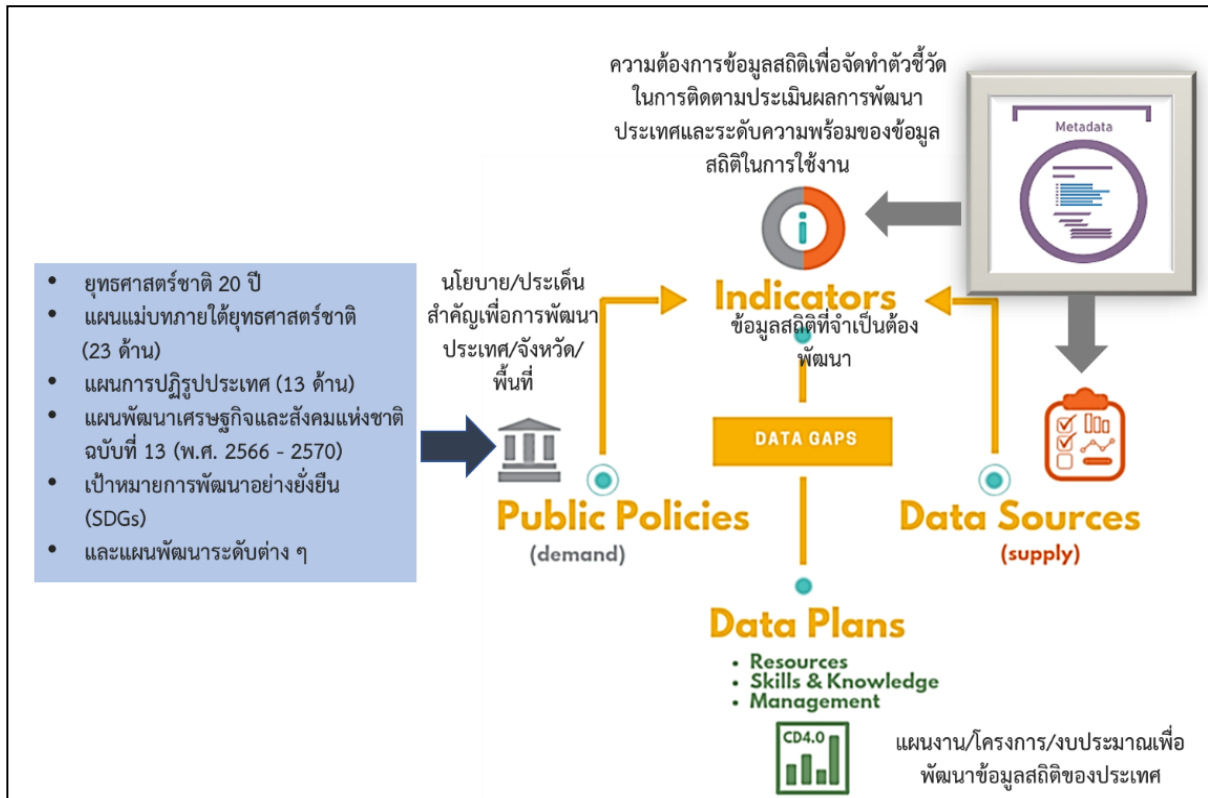 ความต้องการข้อมูลสถิติเพื่อจัดทำตัวชี้วัด
ในการติดตามประเมินผลการพัฒนา
ประเทศและระดับความพร้อมของข้อมูล
สถิติในการใช้งาน
Metadata
• ยุทธศาสตร์ชาติ 20 ปี
• แผนแม่บทภายใต้ยุทธศาสตร์ชาติ
(23 ด้าน)
• แผนการปฏิรูปประเทศ (13 ด้าน)
• แผนพัฒนาเศรษฐกิจและสังคมแห่งชาติ
ฉบับที่ 13 (พ.ศ. 2566 - 2570)
• เป้าหมายการพัฒนาอย่างยั่งยืน
(SDGs)
• และแผนพัฒนาระดับต่าง ๆ
นโยบาย/ประเด็น
สำคัญเพื่อการพัฒนา
ประเทศ/จังหวัด/
พื้นที่
i
Indicators
ข้อมูลสถิติที่จำเป็นต้อง
พัฒนา
DATA GAPS
Public Policies
(demand)
Data Sources
(supply)
Data Plans
• Resources
• Skills & Knowledge
• Management
CD4.0
แผนงาน/โครงการ/งบประมาณเพื่อ
พัฒนาข้อมูลสถิติของประเทศ